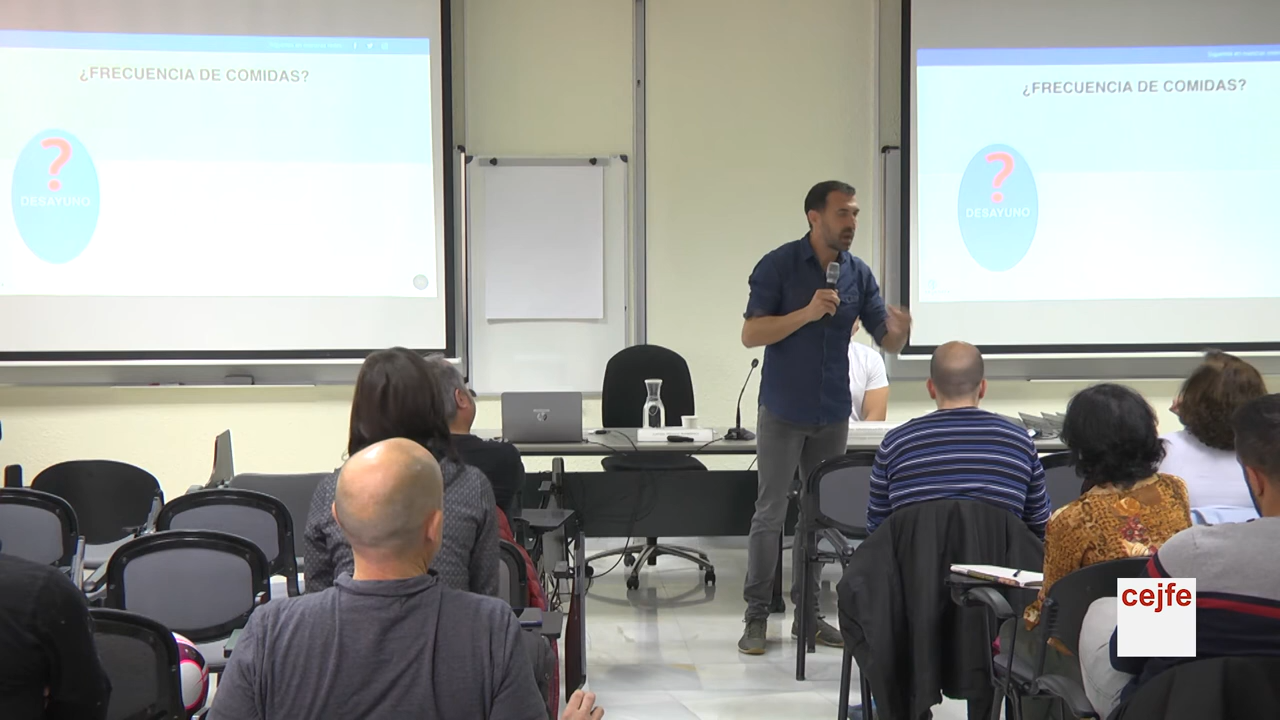 ¿FRECUENCIA DE COMIDAS?
?
DESAYUNO
¿FRECUENCIA DE COMIDAS?
?
DESAYUNO
cejfe